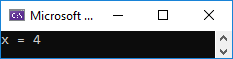 Microsoft ...
x = 4